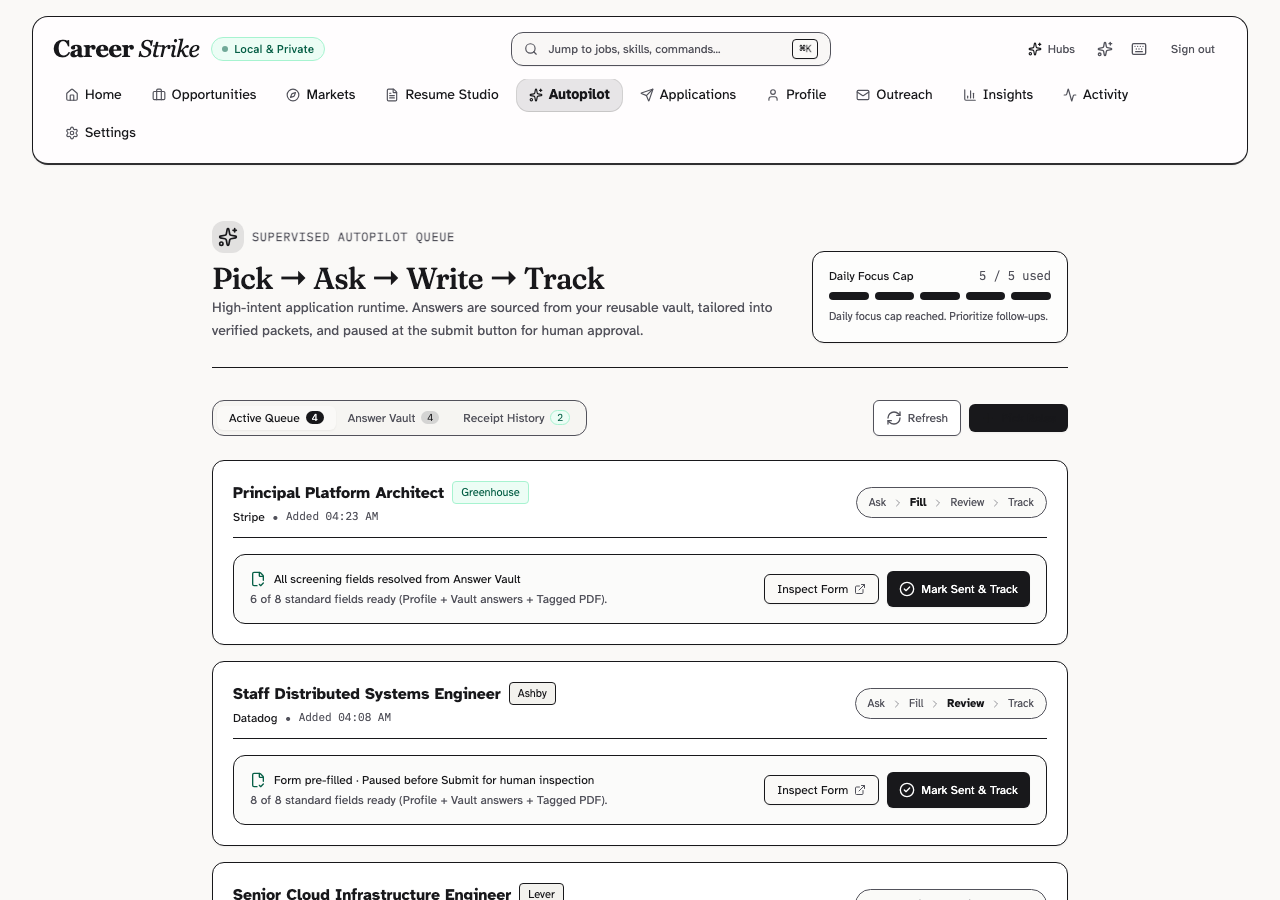 Career Strike
Local & Private
Jump to jobs, skills, commands...
⌘K
Hubs
Sign out
Home
Opportunities
Markets
Resume Studio
Autopilot
Applications
Profile
Outreach
Insights
Activity
Settings
SUPERVISED AUTOPILOT QUEUE
Pick → Ask → Write → Track
High-intent application runtime. Answers are sourced from your reusable vault, tailored into
verified packets, and paused at the submit button for human approval.
Daily Focus Cap
5 / 5 used
Daily focus cap reached. Prioritize follow-ups.
Active Queue 4
Answer Vault 4
Receipt History 2
Refresh
Principal Platform Architect
Greenhouse
Stripe • Added 04:23 AM
Ask > Fill > Review > Track
All screening fields resolved from Answer Vault
6 of 8 standard fields ready (Profile + Vault answers + Tagged PDF).
Inspect Form
Mark Sent & Track
Staff Distributed Systems Engineer
Ashby
Datadog • Added 04:08 AM
Ask > Fill > Review > Track
Form pre-filled · Paused before Submit for human inspection
8 of 8 standard fields ready (Profile + Vault answers + Tagged PDF).
Inspect Form
Mark Sent & Track
Senior Cloud Infrastructure Engineer
Lever